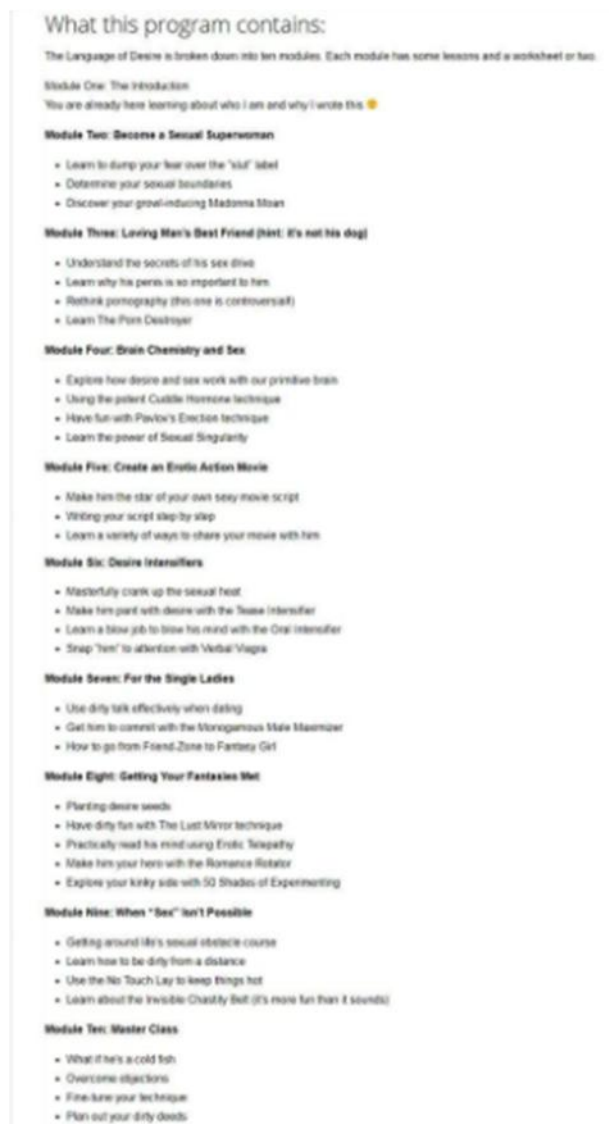 What this program contains:
The Language of Desire is broken down into ten modules. Each module has some lessons and a worksheet or two.
Module One: The Introduction
You are already here learning about who I am and why I wrote this 🙂
Module Two: Become a Sexual Superwoman
• Learn to dump your fear over the "slut" label
• Determine your sexual boundaries
• Discover your growl-inducing Madonna Moan
Module Three: Loving Man's Best Friend (hint: it's not his dog)
• Understand the secrets of his sex drive
• Learn why his penis is so important to him
• Rethink pornography (this one is controversial!)
• Learn The Porn Destroyer
Module Four: Brain Chemistry and Sex
• Explore how desire and sex work with our primitive brain
• Using the potent Cuddle Hormone technique
• Have fun with Pavlov's Erection technique
• Learn the power of Sexual Singularity
Module Five: Create an Erotic Action Movie
• Make him the star of your own sexy movie script
• Writing your script step by step
• Learn a variety of ways to share your movie with him
Module Six: Desire Intensifiers
• Masterfully crank up the sexual heat
• Make him pant with desire with the Tease Intensifier
• Learn a blow job to blow his mind with the Oral Intensifier
• Snap "him" to attention with Verbal Viagra
Module Seven: For the Single Ladies
• Use dirty talk effectively when dating
• Get him to commit with the Monogamous Male Maximizer
• How to go from Friend-Zone to Fantasy Girl
Module Eight: Getting Your Fantasies Met
• Planting desire seeds
• Have dirty fun with The Lust Mirror technique
• Practically read his mind using Erotic Telepathy
• Make him your hero with the Romance Rotator
• Explore your kinky side with 50 Shades of Experimenting
Module Nine: When "Sex" Isn't Possible
• Getting around life's sexual obstacle course
• Learn how to be dirty from a distance
• Use the No Touch Lay to keep things hot
• Learn about the Invisible Chastity Belt (it's more fun than it sounds)
Module Ten: Master Class
• What if he's a cold fish
• Overcome objections
• Fine-tune your technique
• Plan out your dirty deeds